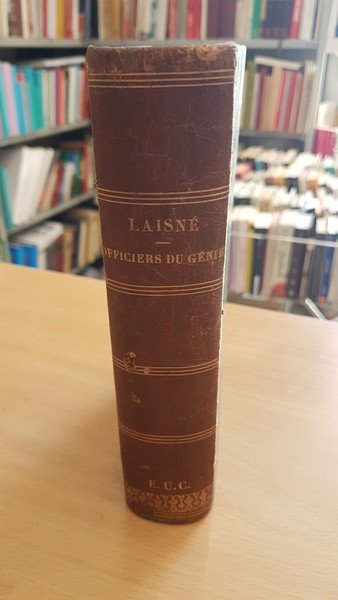 LAISNÉ
OFFICIERS DU GÉNIE
E. U. C.